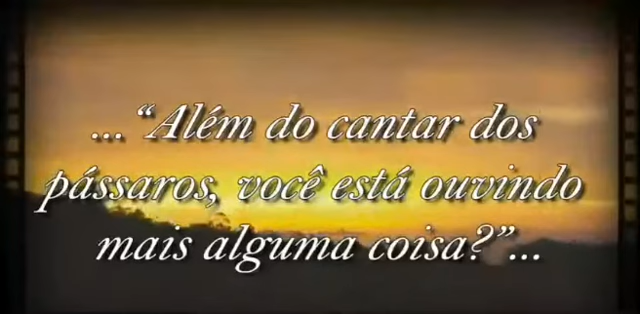 ..."Além do cantar dos
pássaros, você está ouvindo
mais alguma coisa?"...